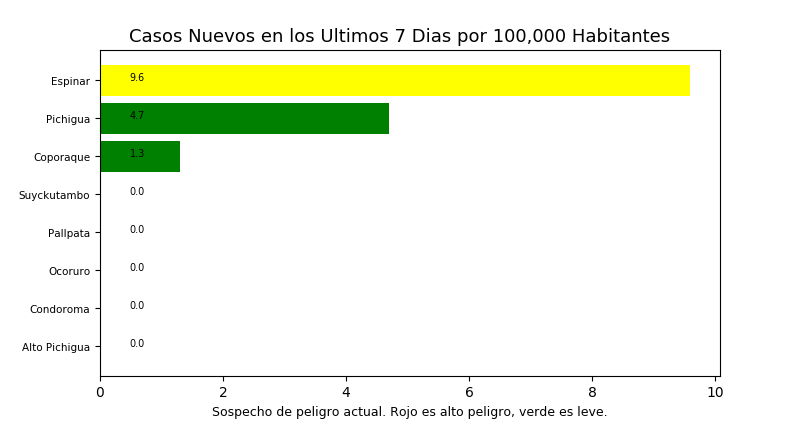 Casos Nuevos en los Ultimos 7 Dias por 100,000 Habitantes
Espinar 9.6
Pichigua 4.7
Coporaque 1.3
Suyckutambo 0.0
Pallpata 0.0
Ocoruro 0.0
Condoroma 0.0
Alto Pichigua 0.0
0 2 4 6 8 10
Sospecho de peligro actual. Rojo es alto peligro, verde es leve.